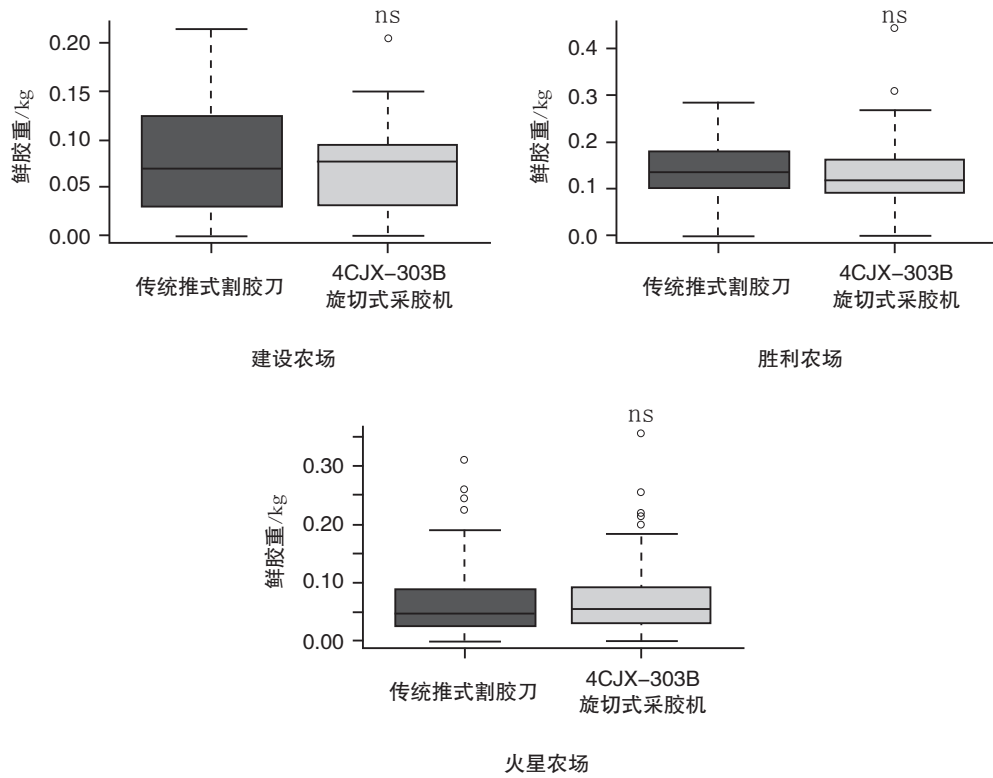 ns
0.20
0.15
0.10
0.05
0.00
鲜胶重/kg
传统推式割胶刀
4CJX-303B
旋切式采胶机
建设农场
ns
0.4
0.3
0.2
0.1
0.0
鲜胶重/kg
传统推式割胶刀
4CJX-303B
旋切式采胶机
胜利农场
ns
0.30
0.20
0.10
0.00
鲜胶重/kg
传统推式割胶刀
4CJX-303B
旋切式采胶机
火星农场